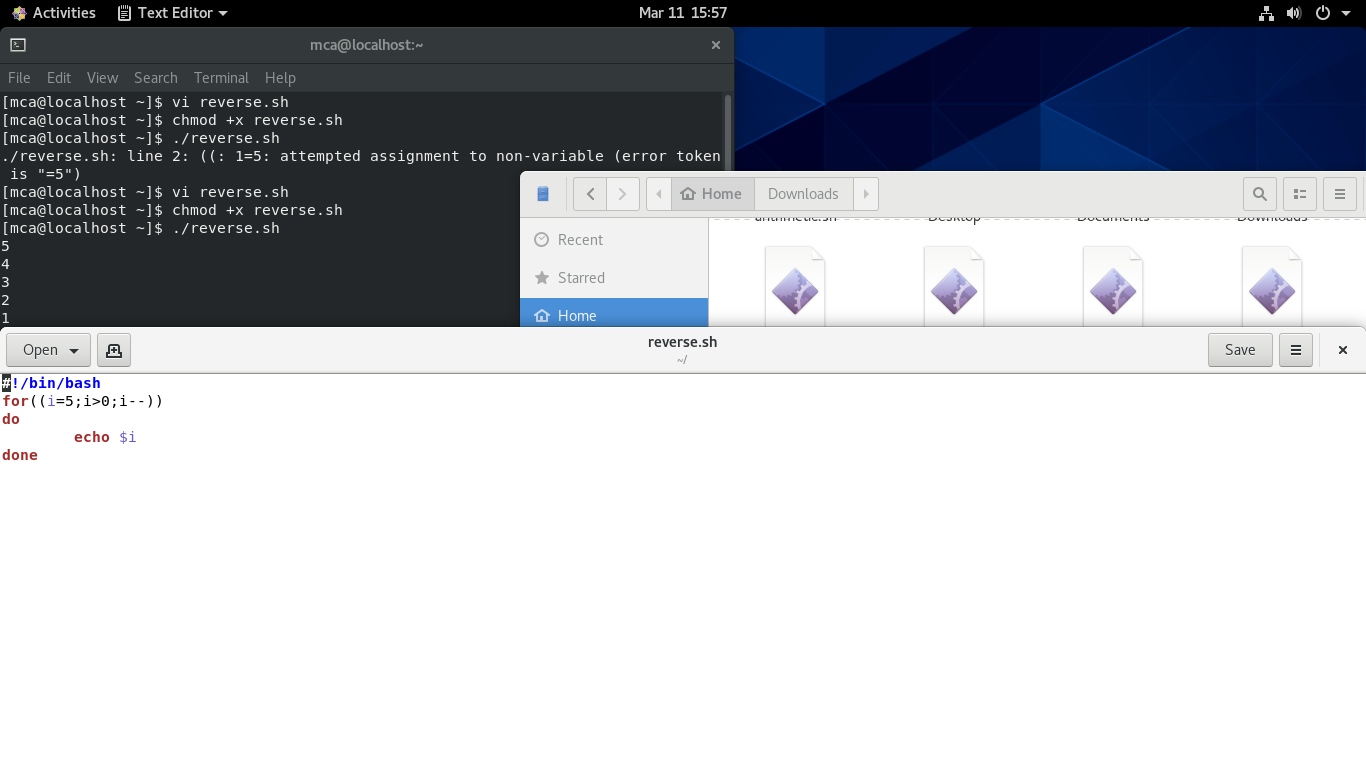 Activities Text Editor Mar 11 15:57
mca@localhost:~
File Edit View Search Terminal Help
[mca@localhost ~]$ vi reverse.sh
[mca@localhost ~]$ chmod +x reverse.sh
[mca@localhost ~]$ ./reverse.sh
./reverse.sh: line 2: ((: 1=5: attempted assignment to non-variable (error token
 is "=5")
[mca@localhost ~]$ vi reverse.sh
[mca@localhost ~]$ chmod +x reverse.sh
[mca@localhost ~]$ ./reverse.sh
5
4
3
2
1
Home Downloads
arithmetic.sh Desktop Documents Downloads
Recent
Starred
Home
Open reverse.sh Save
~/
#!/bin/bash
for((i=5;i>0;i--))
do
        echo $i
done